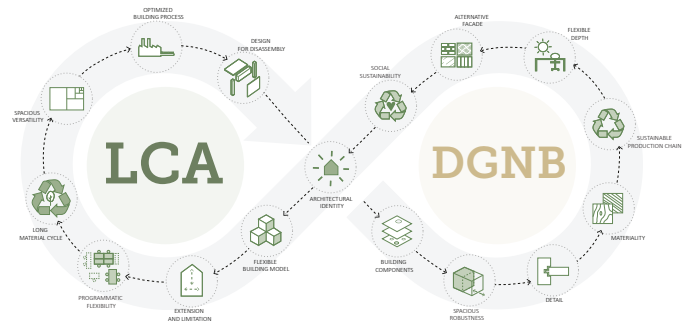 OPTIMIZED
BUILDING PROCESS
DESIGN
FOR DISASSEMBLY
SPACIOUS
VERSATILITY
LCA
LONG
MATERIAL CYCLE
PROGRAMMATIC
FLEXIBILITY
EXTENSION
AND LIMITATION
FLEXIBLE
BUILDING MODEL
ARCHITECTURAL
IDENTITY
SOCIAL
SUSTAINABILITY
ALTERNATIVE
FACADE
FLEXIBLE
DEPTH
SUSTAINABLE
PRODUCTION CHAIN
DGNB
MATERIALITY
DETAIL
SPACIOUS
ROBUSTNESS
BUILDING
COMPONENTS